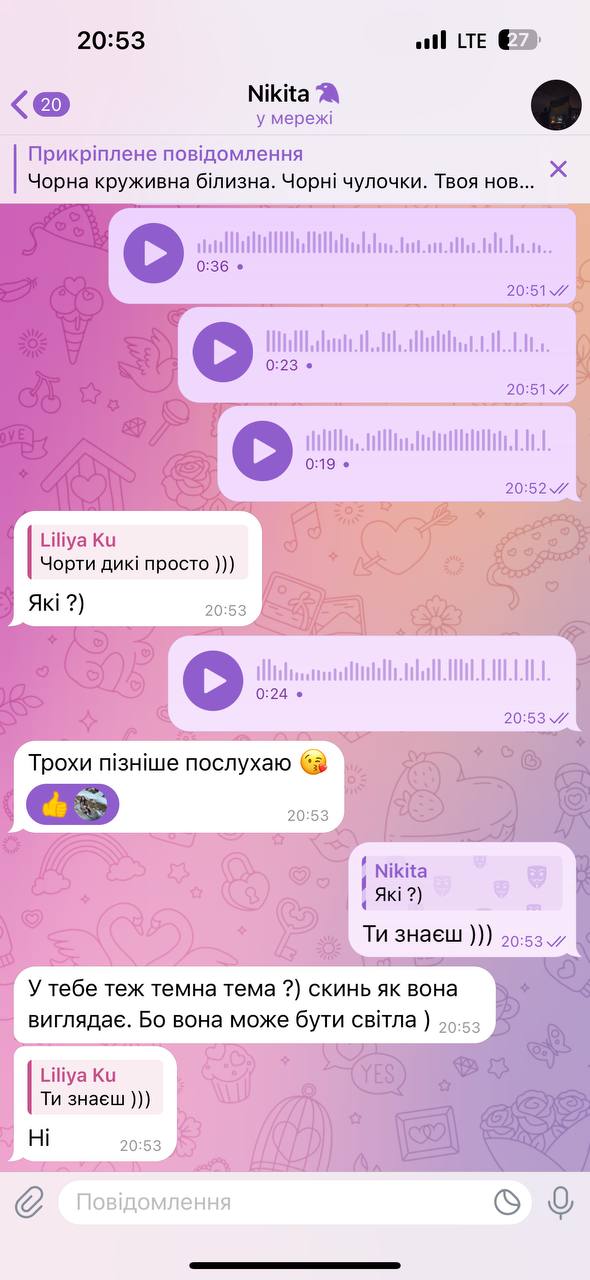 20:53
LTE
27
20
Nikita
у мережі
Прикріплене повідомлення
Чорна круживна білизна. Чорні чулочки. Твоя нов...
0:36
20:51
0:23
20:51
0:19
20:52
Liliya Ku
Чорти дикі просто )))
Які ?)
20:53
0:24
20:53
Трохи пізніше послухаю
20:53
Nikita
Які ?)
Ти знаєш )))
20:53
У тебе теж темна тема ?) скинь як вона
виглядає. Бо вона може бути світла )
20:53
Liliya Ku
Ти знаєш )))
Ні
20:53
LOVE
YES
Повідомлення